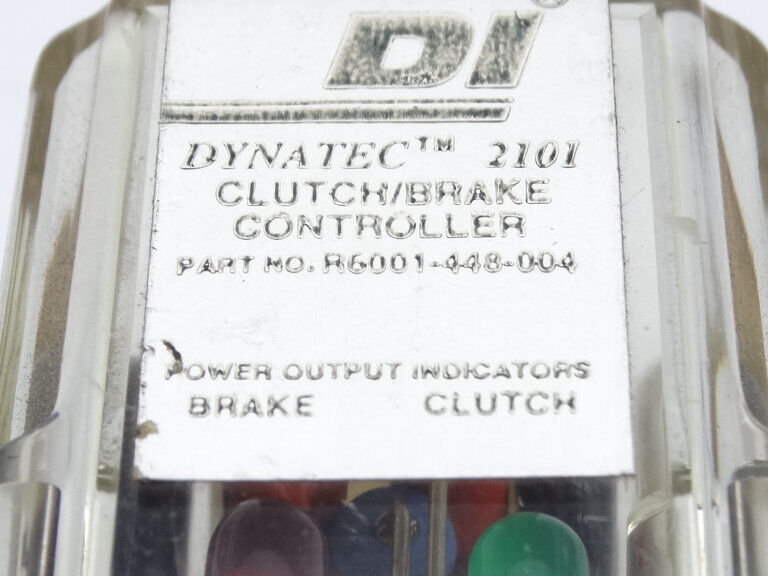 DI®
DYNATEC™ 2101
CLUTCH/BRAKE
CONTROLLER
PART NO. R6001-448-004
POWER OUTPUT INDICATORS
BRAKE CLUTCH